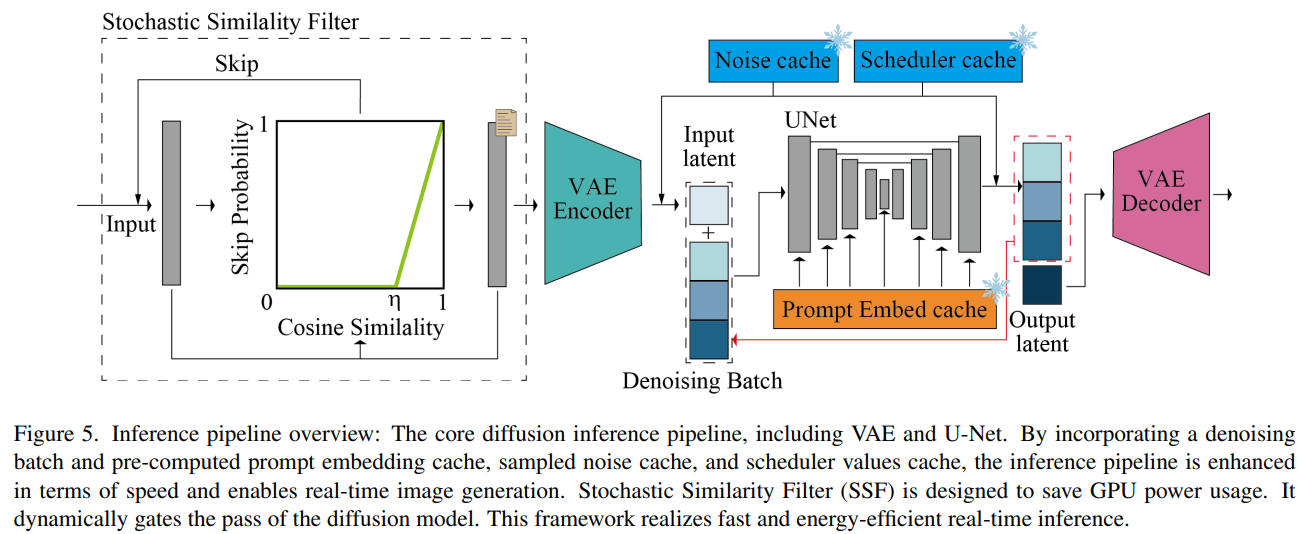 Stochastic Similality Filter
Skip
Noise cache
Scheduler cache
1
Skip Probability
Input
0
η
1
Cosine Similality
VAE
Encoder
Input
latent
+
Denoising Batch
UNet
Prompt Embed cache
Output
latent
VAE
Decoder
Figure 5. Inference pipeline overview: The core diffusion inference pipeline, including VAE and U-Net. By incorporating a denoising
batch and pre-computed prompt embedding cache, sampled noise cache, and scheduler values cache, the inference pipeline is enhanced
in terms of speed and enables real-time image generation. Stochastic Similarity Filter (SSF) is designed to save GPU power usage. It
dynamically gates the pass of the diffusion model. This framework realizes fast and energy-efficient real-time inference.